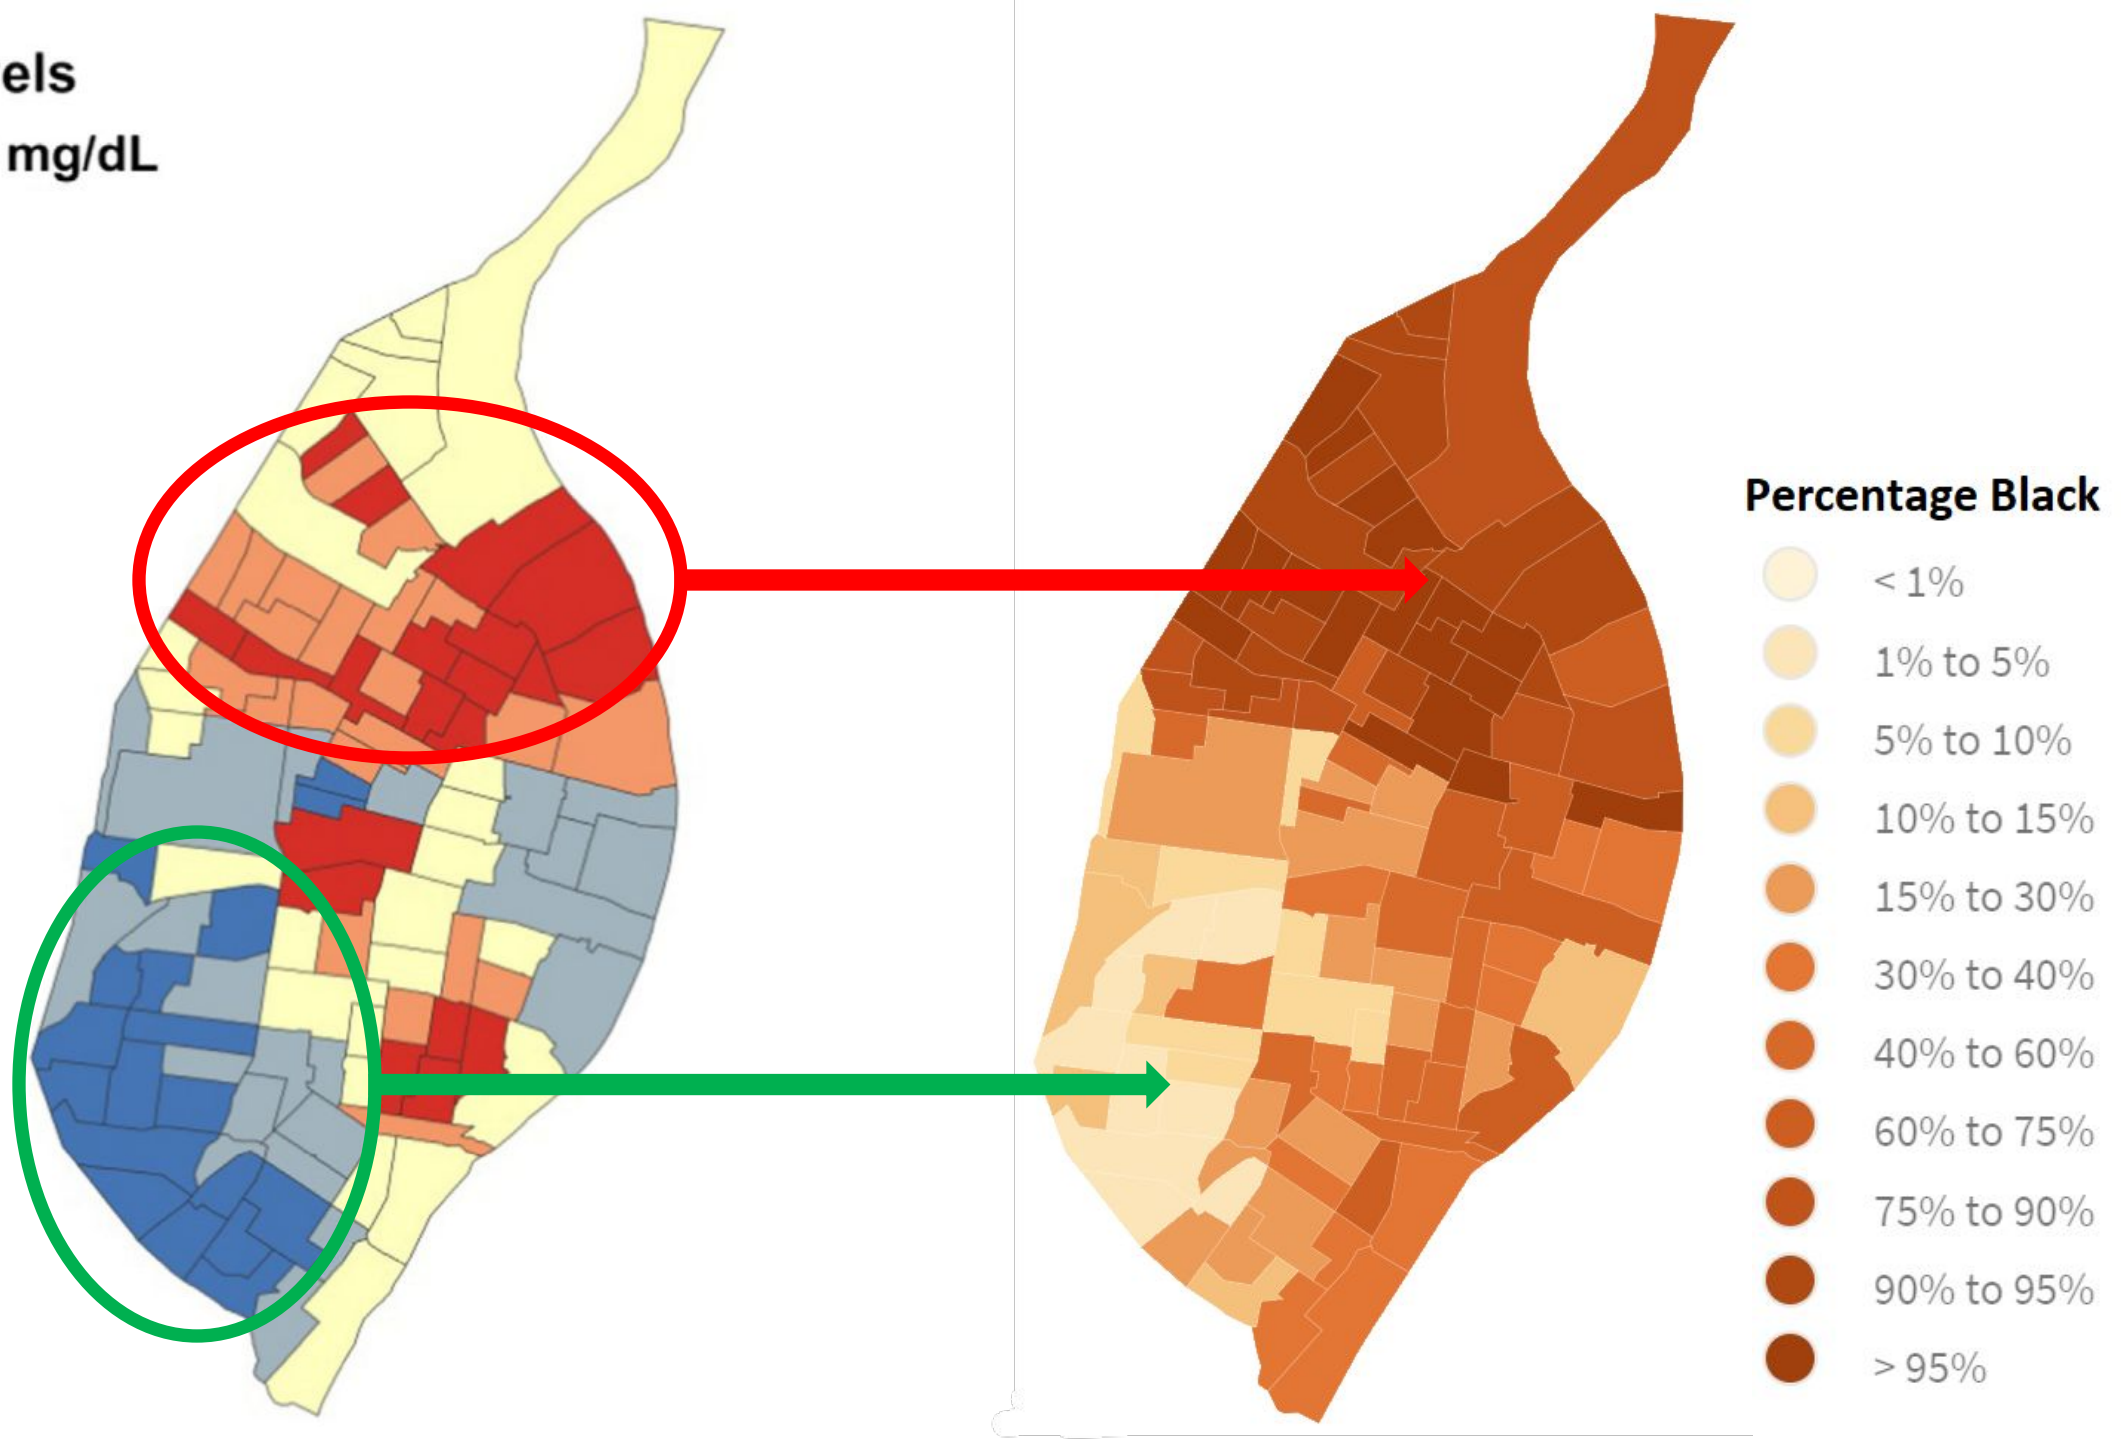 els
mg/dL
Percentage Black
< 1%
1% to 5%
5% to 10%
10% to 15%
15% to 30%
30% to 40%
40% to 60%
60% to 75%
75% to 90%
90% to 95%
> 95%